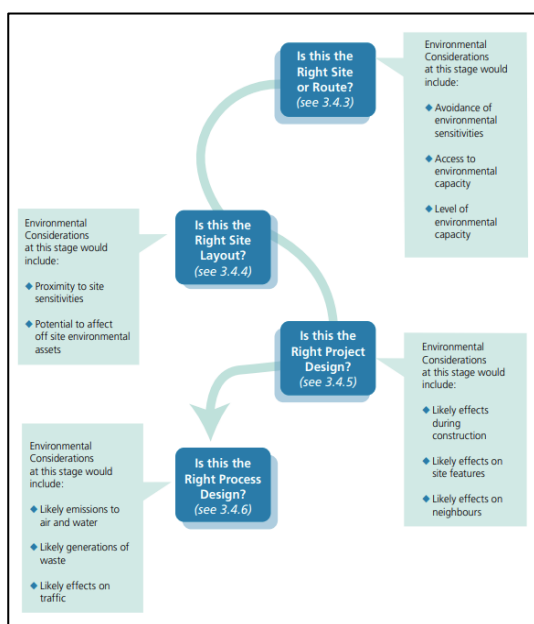 Is this the
Right Site
or Route?
(see 3.4.3)
Environmental
Considerations
at this stage would
include:
◆ Avoidance of
environmental
sensitivities
◆ Access to
environmental
capacity
◆ Level of
environmental
capacity
Environmental
Considerations
at this stage would
include:
◆ Proximity to site
sensitivities
◆ Potential to affect
off site environmental
assets
Is this the
Right Site
Layout?
(see 3.4.4)
Is this the
Right Project
Design?
(see 3.4.5)
Environmental
Considerations
at this stage would
include:
◆ Likely effects
during
construction
◆ Likely effects on
site features
◆ Likely effects on
neighbours
Environmental
Considerations
at this stage would
include:
◆ Likely emissions to
air and water
◆ Likely generations of
waste
◆ Likely effects on
traffic
Is this the
Right Process
Design?
(see 3.4.6)